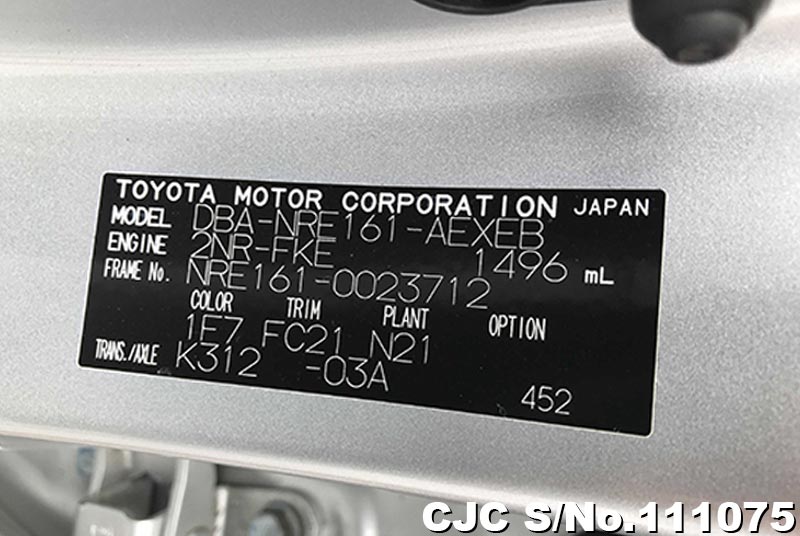 TOYOTA MOTOR CORPORATION JAPAN
MODEL DBA-NRE161-AEXEB
ENGINE 2NR-FKE 1496 mL
FRAME No. NRE161-0023712
COLOR TRIM PLANT OPTION
1F7 FC21 N21
TRANS./AXLE K312 -03A
452
CJC S/No.111075